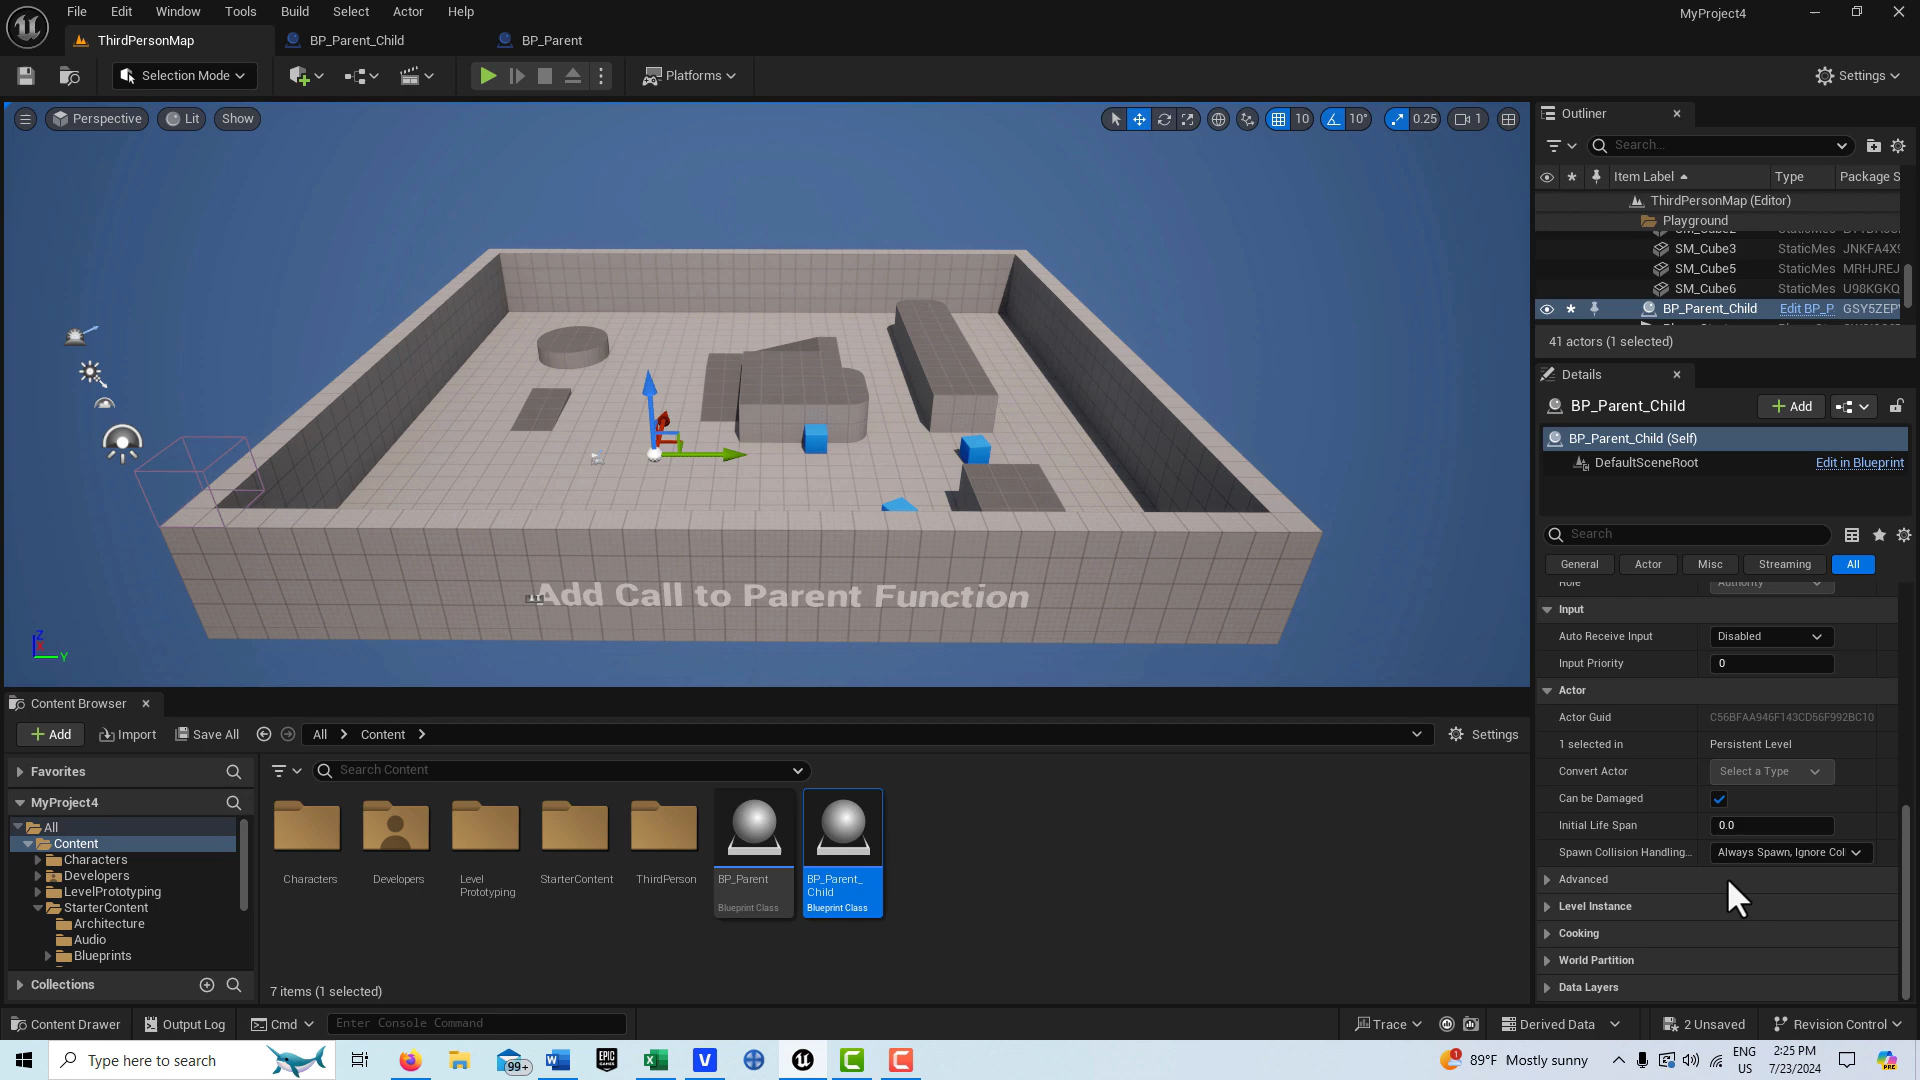 File Edit Window Tools Build Select Actor Help
MyProject4
ThirdPersonMap
BP_Parent_Child
BP_Parent
Selection Mode
Platforms
Settings
Perspective
Lit
Show
10
10°
0.25
1
Add Call to Parent Function
Z
Y
Outliner
Search...
Item Label
Type
Package S
ThirdPersonMap (Editor)
Playground
SM_Cube3 StaticMes JNKFA4X9
SM_Cube5 StaticMes MRHJREJ
SM_Cube6 StaticMes U98KGKQ
BP_Parent_Child Edit BP_P GSY5ZEP
41 actors (1 selected)
Details
BP_Parent_Child
Add
BP_Parent_Child (Self)
DefaultSceneRoot
Edit in Blueprint
Search
General
Actor
Misc
Streaming
All
Role
Authority
Input
Auto Receive Input
Disabled
Input Priority
0
Actor
Actor Guid
C56BFAA946F143CD56F992BC10
1 selected in
Persistent Level
Convert Actor
Select a Type
Can be Damaged
Initial Life Span
0.0
Spawn Collision Handling...
Always Spawn, Ignore Col
Advanced
Level Instance
Cooking
World Partition
Data Layers
Content Browser
Add
Import
Save All
All
Content
Settings
Favorites
MyProject4
All
Content
Characters
Developers
LevelPrototyping
StarterContent
Architecture
Audio
Blueprints
Collections
Search Content
Characters
Developers
Level
Prototyping
StarterContent
ThirdPerson
BP_Parent
Blueprint Class
BP_Parent_
Child
Blueprint Class
7 items (1 selected)
Content Drawer
Output Log
Cmd
Enter Console Command
Trace
Derived Data
2 Unsaved
Revision Control
Type here to search
99+
EPIC
GAMES
1
89°F Mostly sunny
ENG
US
2:25 PM
7/23/2024